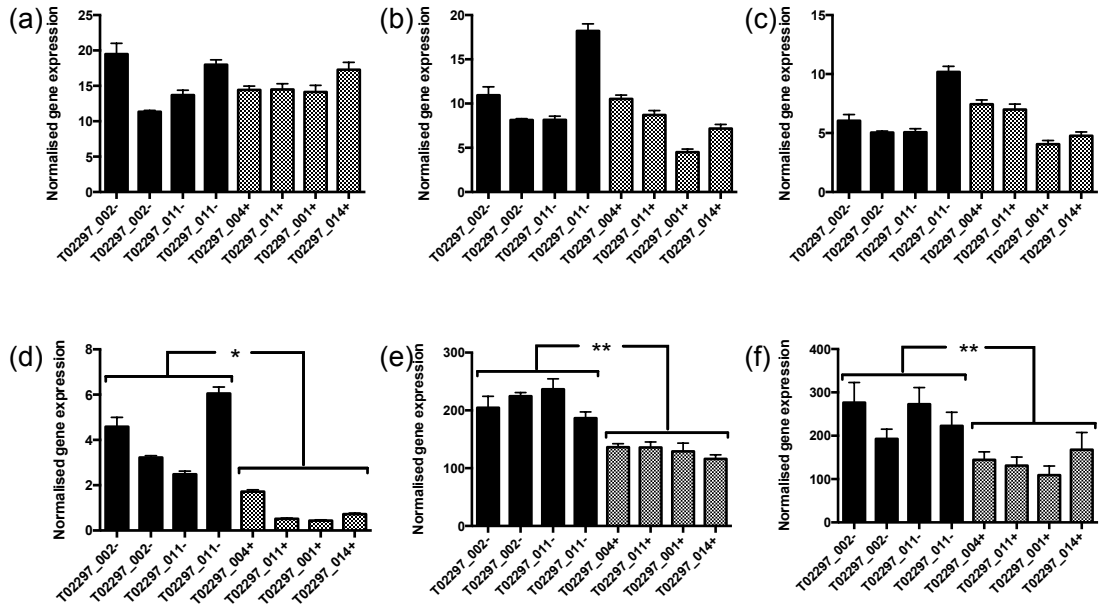 (a)
Normalised gene expression
25
20
15
10
5
0
T02297_002-
T02297_002-
T02297_011-
T02297_011-
T02297_004+
T02297_011+
T02297_001+
T02297_014+
(b)
Normalised gene expression
20
15
10
5
0
T02297_002-
T02297_002-
T02297_011-
T02297_011-
T02297_004+
T02297_011+
T02297_001+
T02297_014+
(c)
Normalised gene expression
15
10
5
0
T02297_002-
T02297_002-
T02297_011-
T02297_011-
T02297_004+
T02297_011+
T02297_001+
T02297_014+
(d)
Normalised gene expression
8
6
4
2
0
*
T02297_002-
T02297_002-
T02297_011-
T02297_011-
T02297_004+
T02297_011+
T02297_001+
T02297_014+
(e)
Normalised gene expression
300
200
100
0
**
T02297_002-
T02297_002-
T02297_011-
T02297_011-
T02297_004+
T02297_011+
T02297_001+
T02297_014+
(f)
Normalised gene expression
400
300
200
100
0
**
T02297_002-
T02297_002-
T02297_011-
T02297_011-
T02297_004+
T02297_011+
T02297_001+
T02297_014+